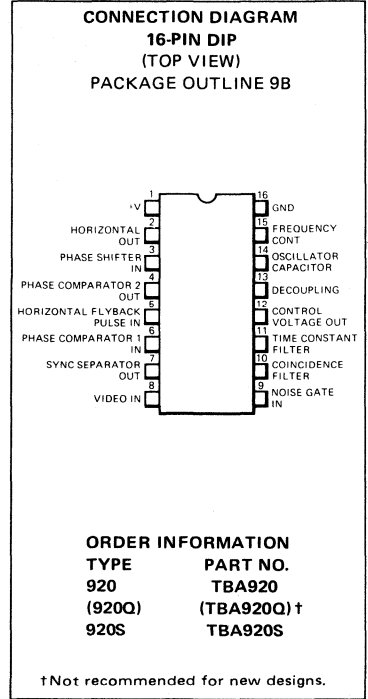 CONNECTION DIAGRAM
16-PIN DIP
(TOP VIEW)
PACKAGE OUTLINE 9B
1
+V
2
HORIZONTAL
OUT
3
PHASE SHIFTER
IN
4
PHASE COMPARATOR 2
OUT
5
HORIZONTAL FLYBACK
PULSE IN
6
PHASE COMPARATOR 1
IN
7
SYNC SEPARATOR
OUT
8
VIDEO IN
16
GND
15
FREQUENCY
CONT
14
OSCILLATOR
CAPACITOR
13
DECOUPLING
12
CONTROL
VOLTAGE OUT
11
TIME CONSTANT
FILTER
10
COINCIDENCE
FILTER
9
NOISE GATE
IN
ORDER INFORMATION
TYPE PART NO.
920 TBA920
(920Q) (TBA920Q) †
920S TBA920S
†Not recommended for new designs.